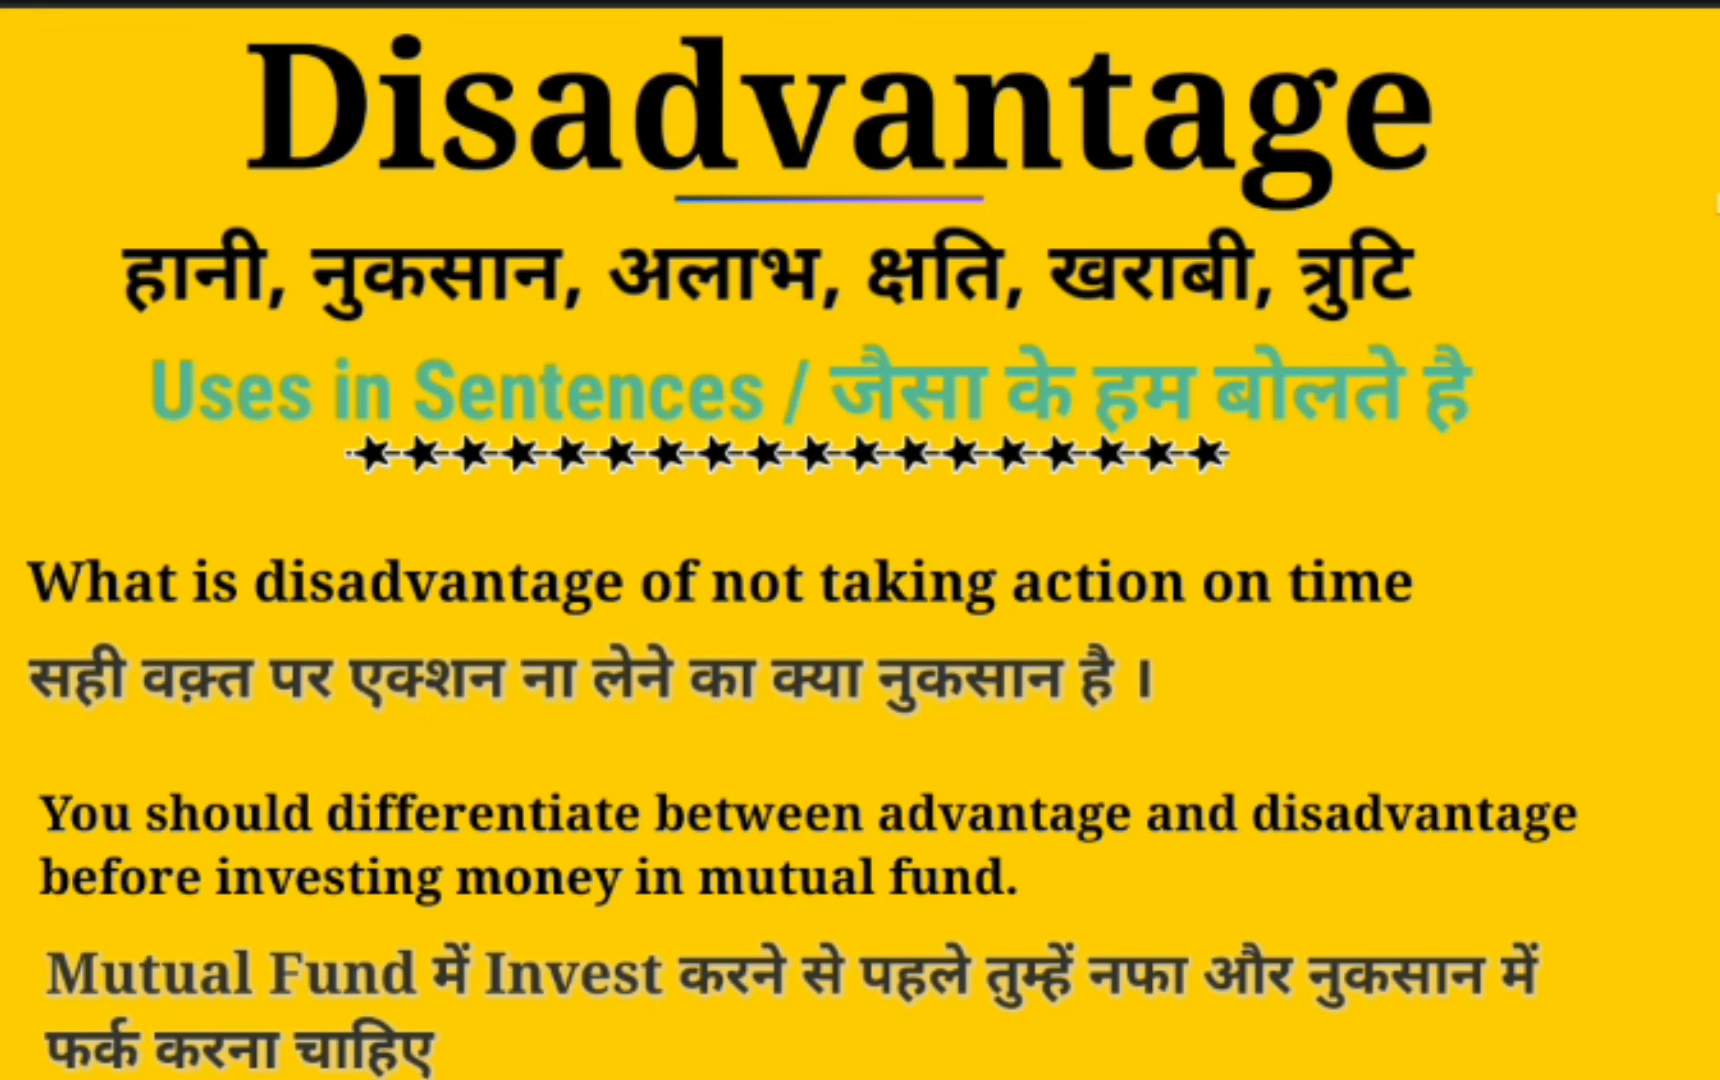 Disadvantage
हानी, नुकसान, अलाभ, क्षति, खराबी, त्रुटि
Uses in Sentences / जैसा के हम बोलते है
What is disadvantage of not taking action on time
सही वक़्त पर एक्शन ना लेने का क्या नुकसान है ।
You should differentiate between advantage and disadvantage
before investing money in mutual fund.
Mutual Fund में Invest करने से पहले तुम्हें नफा और नुकसान में
फर्क करना चाहिए